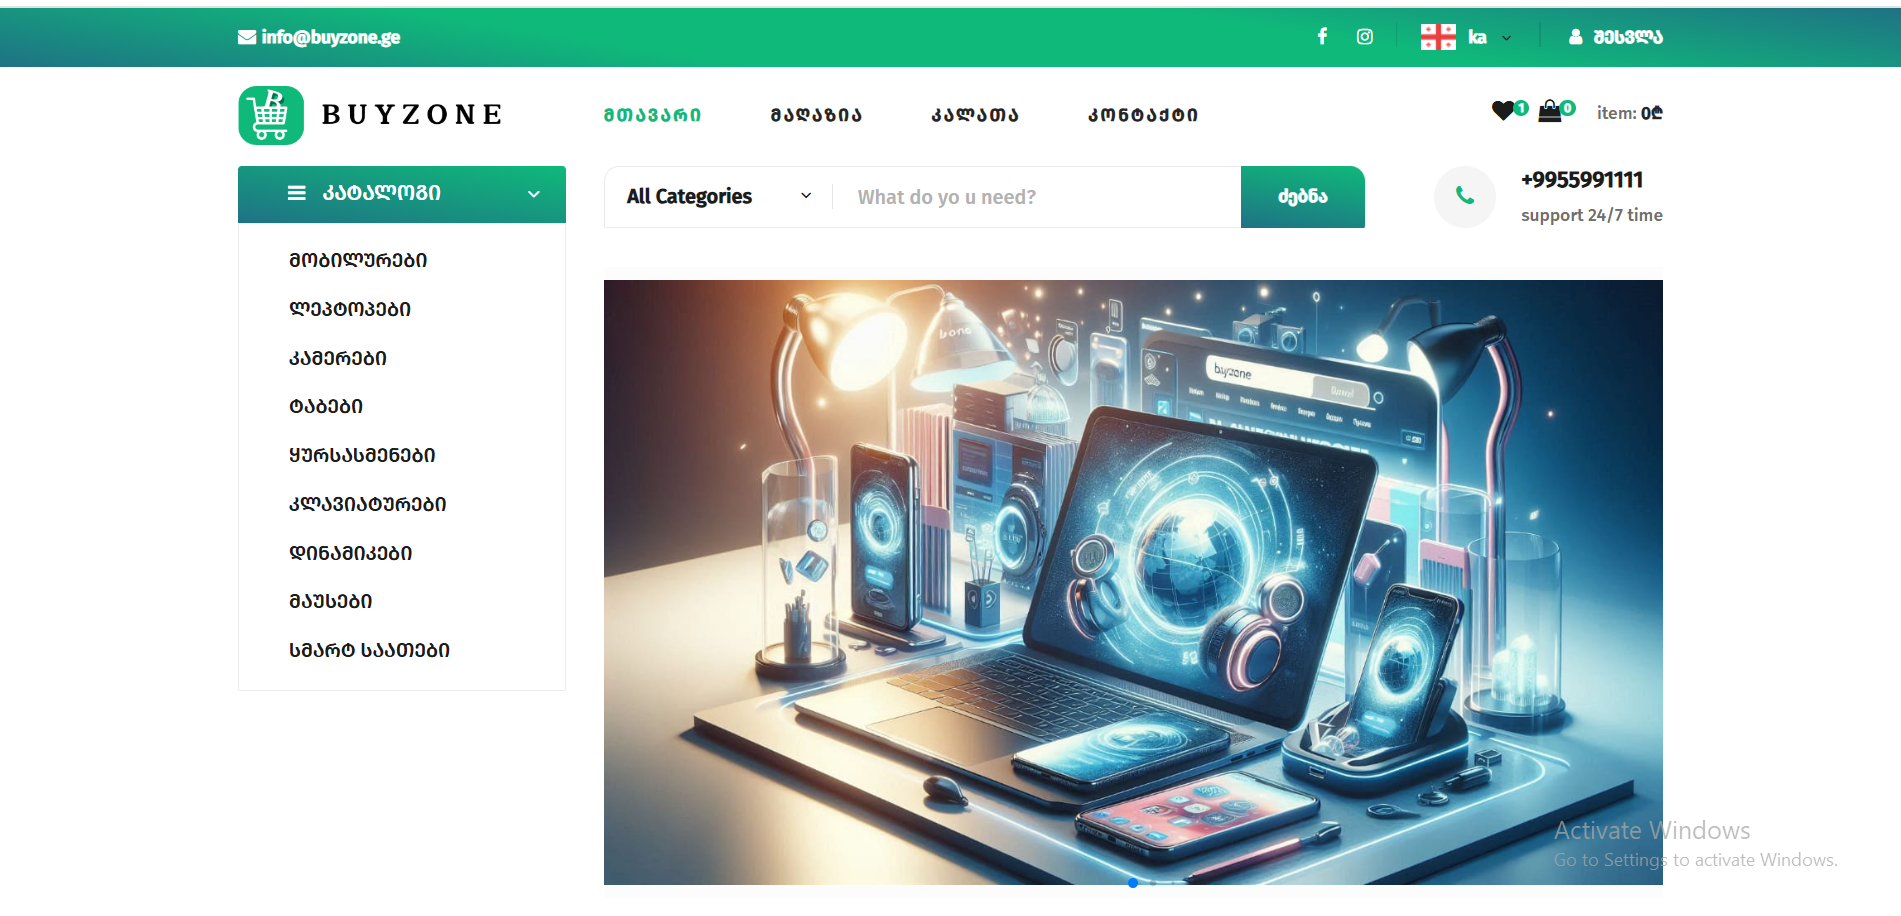 info@buyzone.ge
ka
შესვლა
BUYZONE
მთავარი
მაღაზია
კალათა
კონტაქტი
1
0
item: 0₾
კატალოგი
All Categories
What do yo u need?
ძებნა
+9955991111
support 24/7 time
მობილურები
ლეპტოპები
კამერები
ტაბები
ყურსასმენები
კლავიატურები
დინამიკები
მაუსები
სმარტ საათები
buyzone
Activate Windows
Go to Settings to activate Windows.